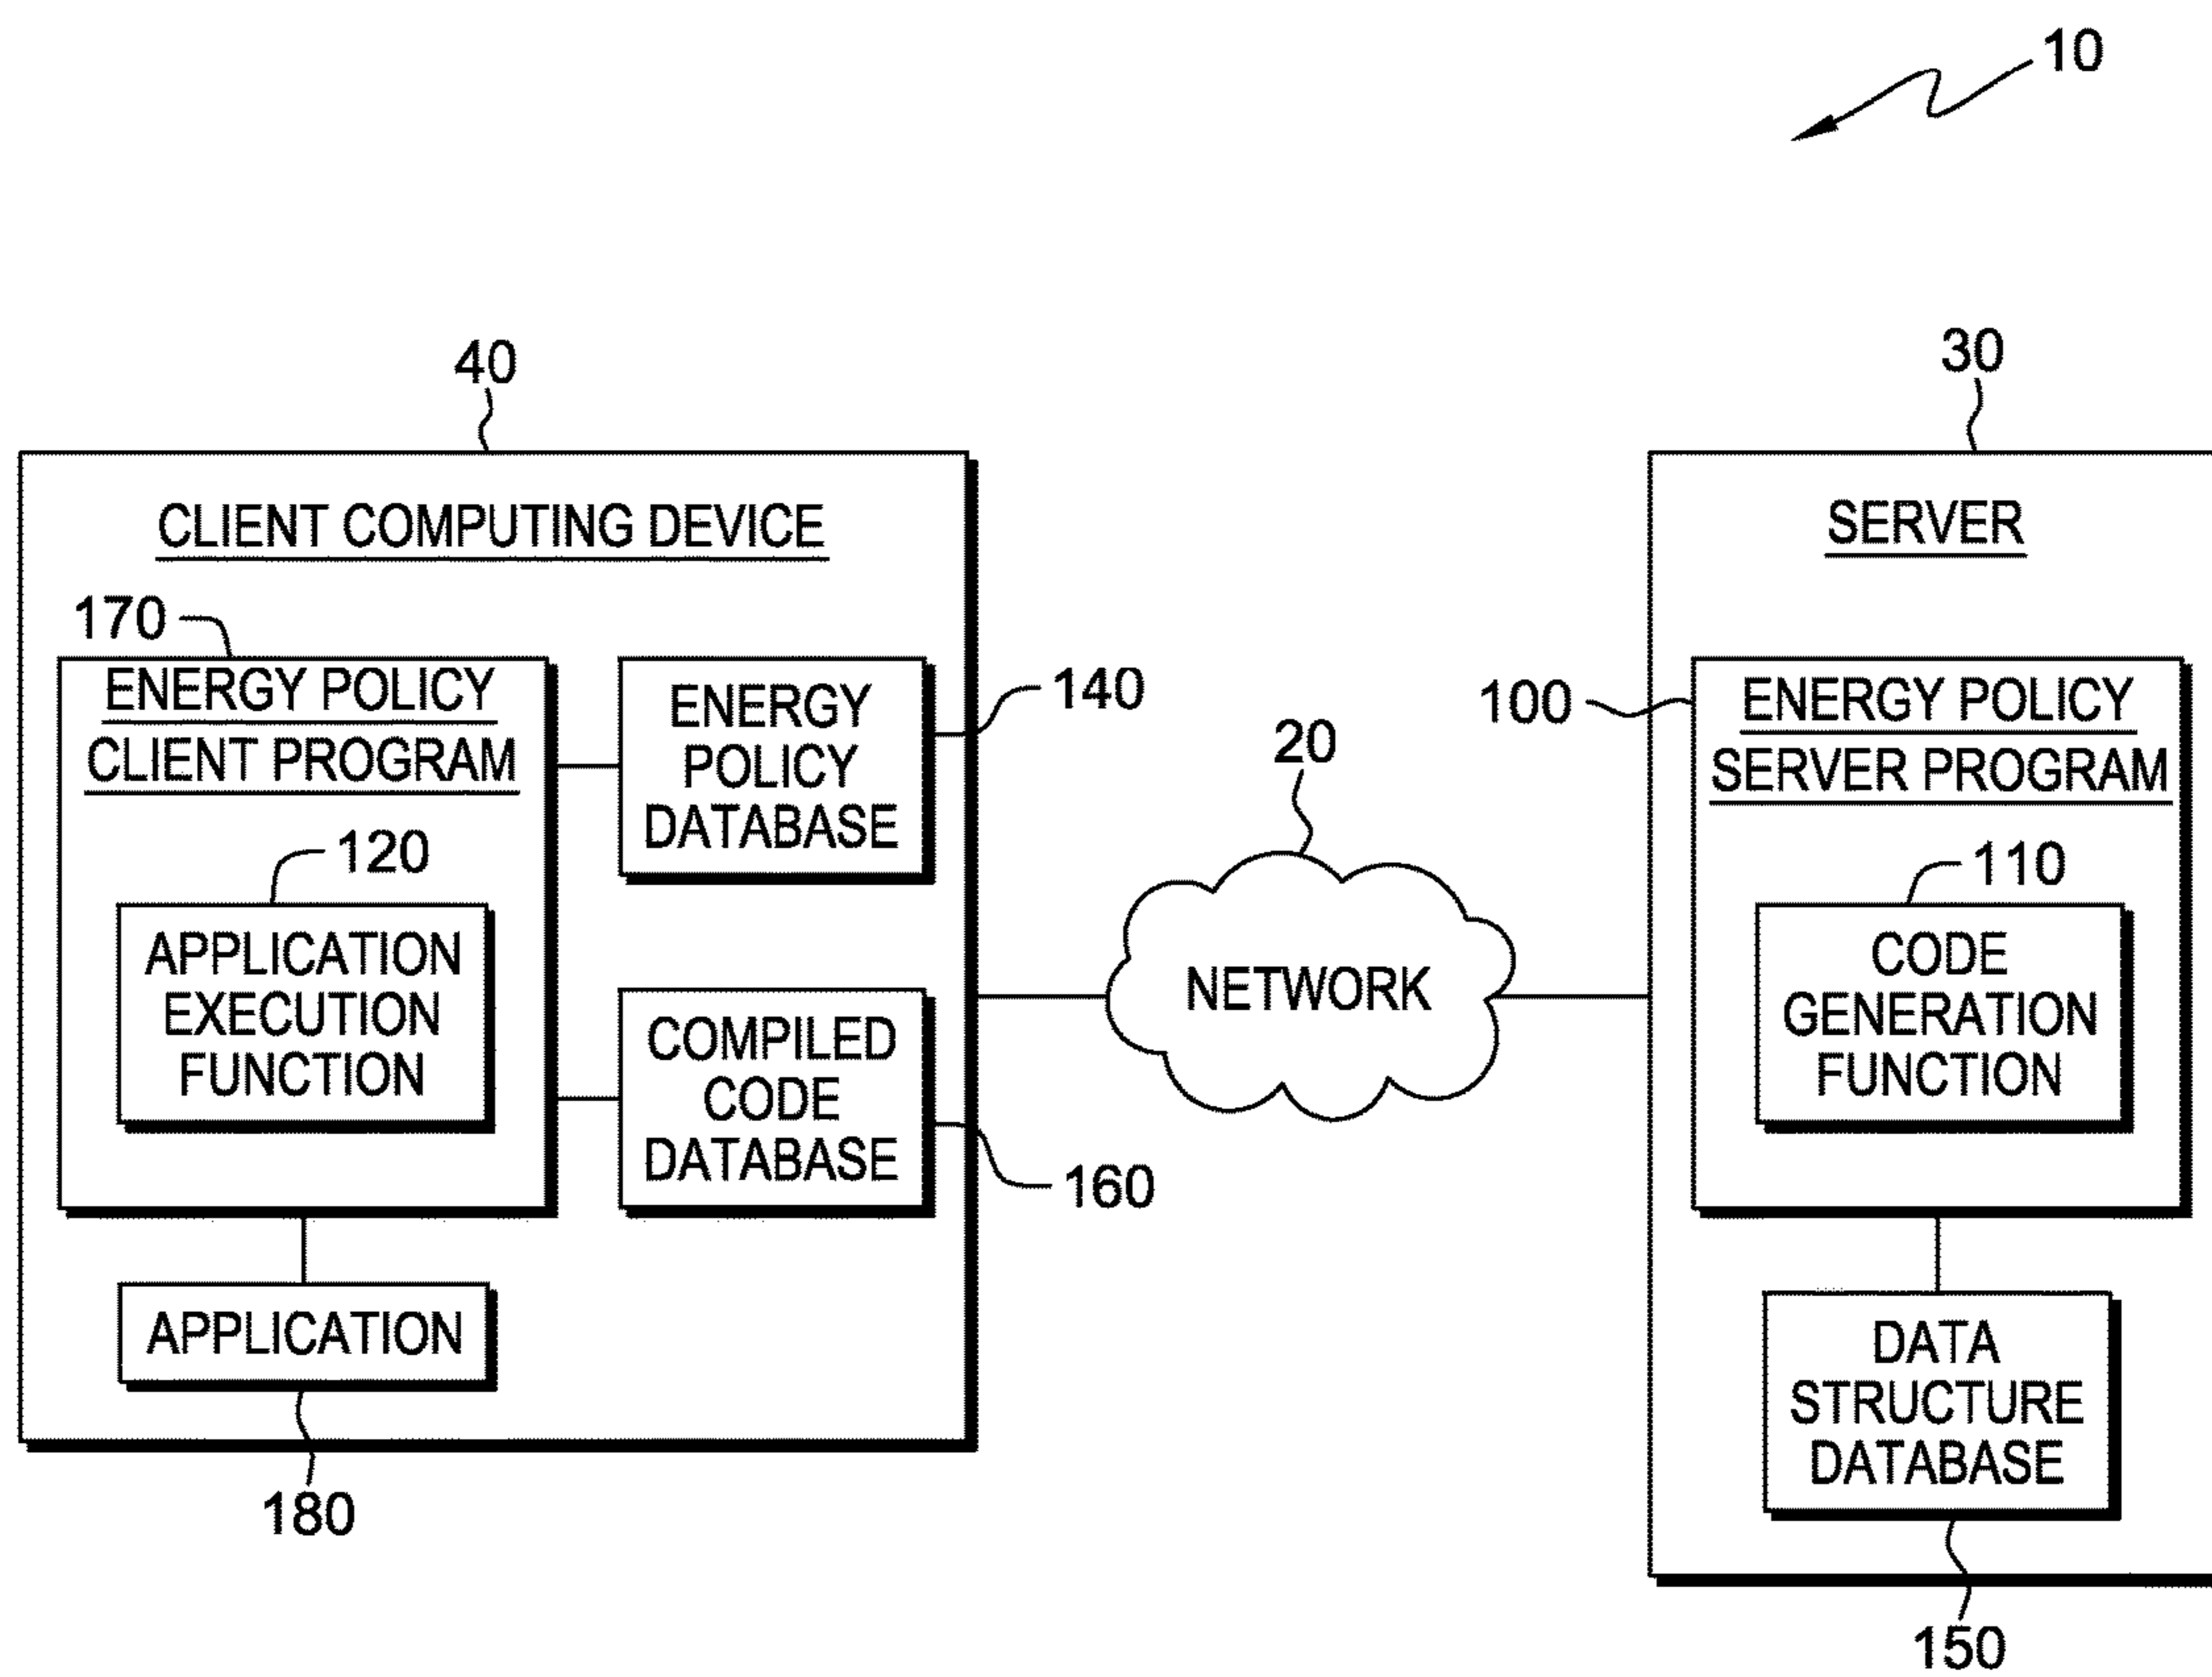 10
40
CLIENT COMPUTING DEVICE
170
ENERGY POLICY
CLIENT PROGRAM
120
APPLICATION
EXECUTION
FUNCTION
ENERGY
POLICY
DATABASE
140
COMPILED
CODE
DATABASE
160
APPLICATION
180
20
NETWORK
30
SERVER
100
ENERGY POLICY
SERVER PROGRAM
110
CODE
GENERATION
FUNCTION
DATA
STRUCTURE
DATABASE
150